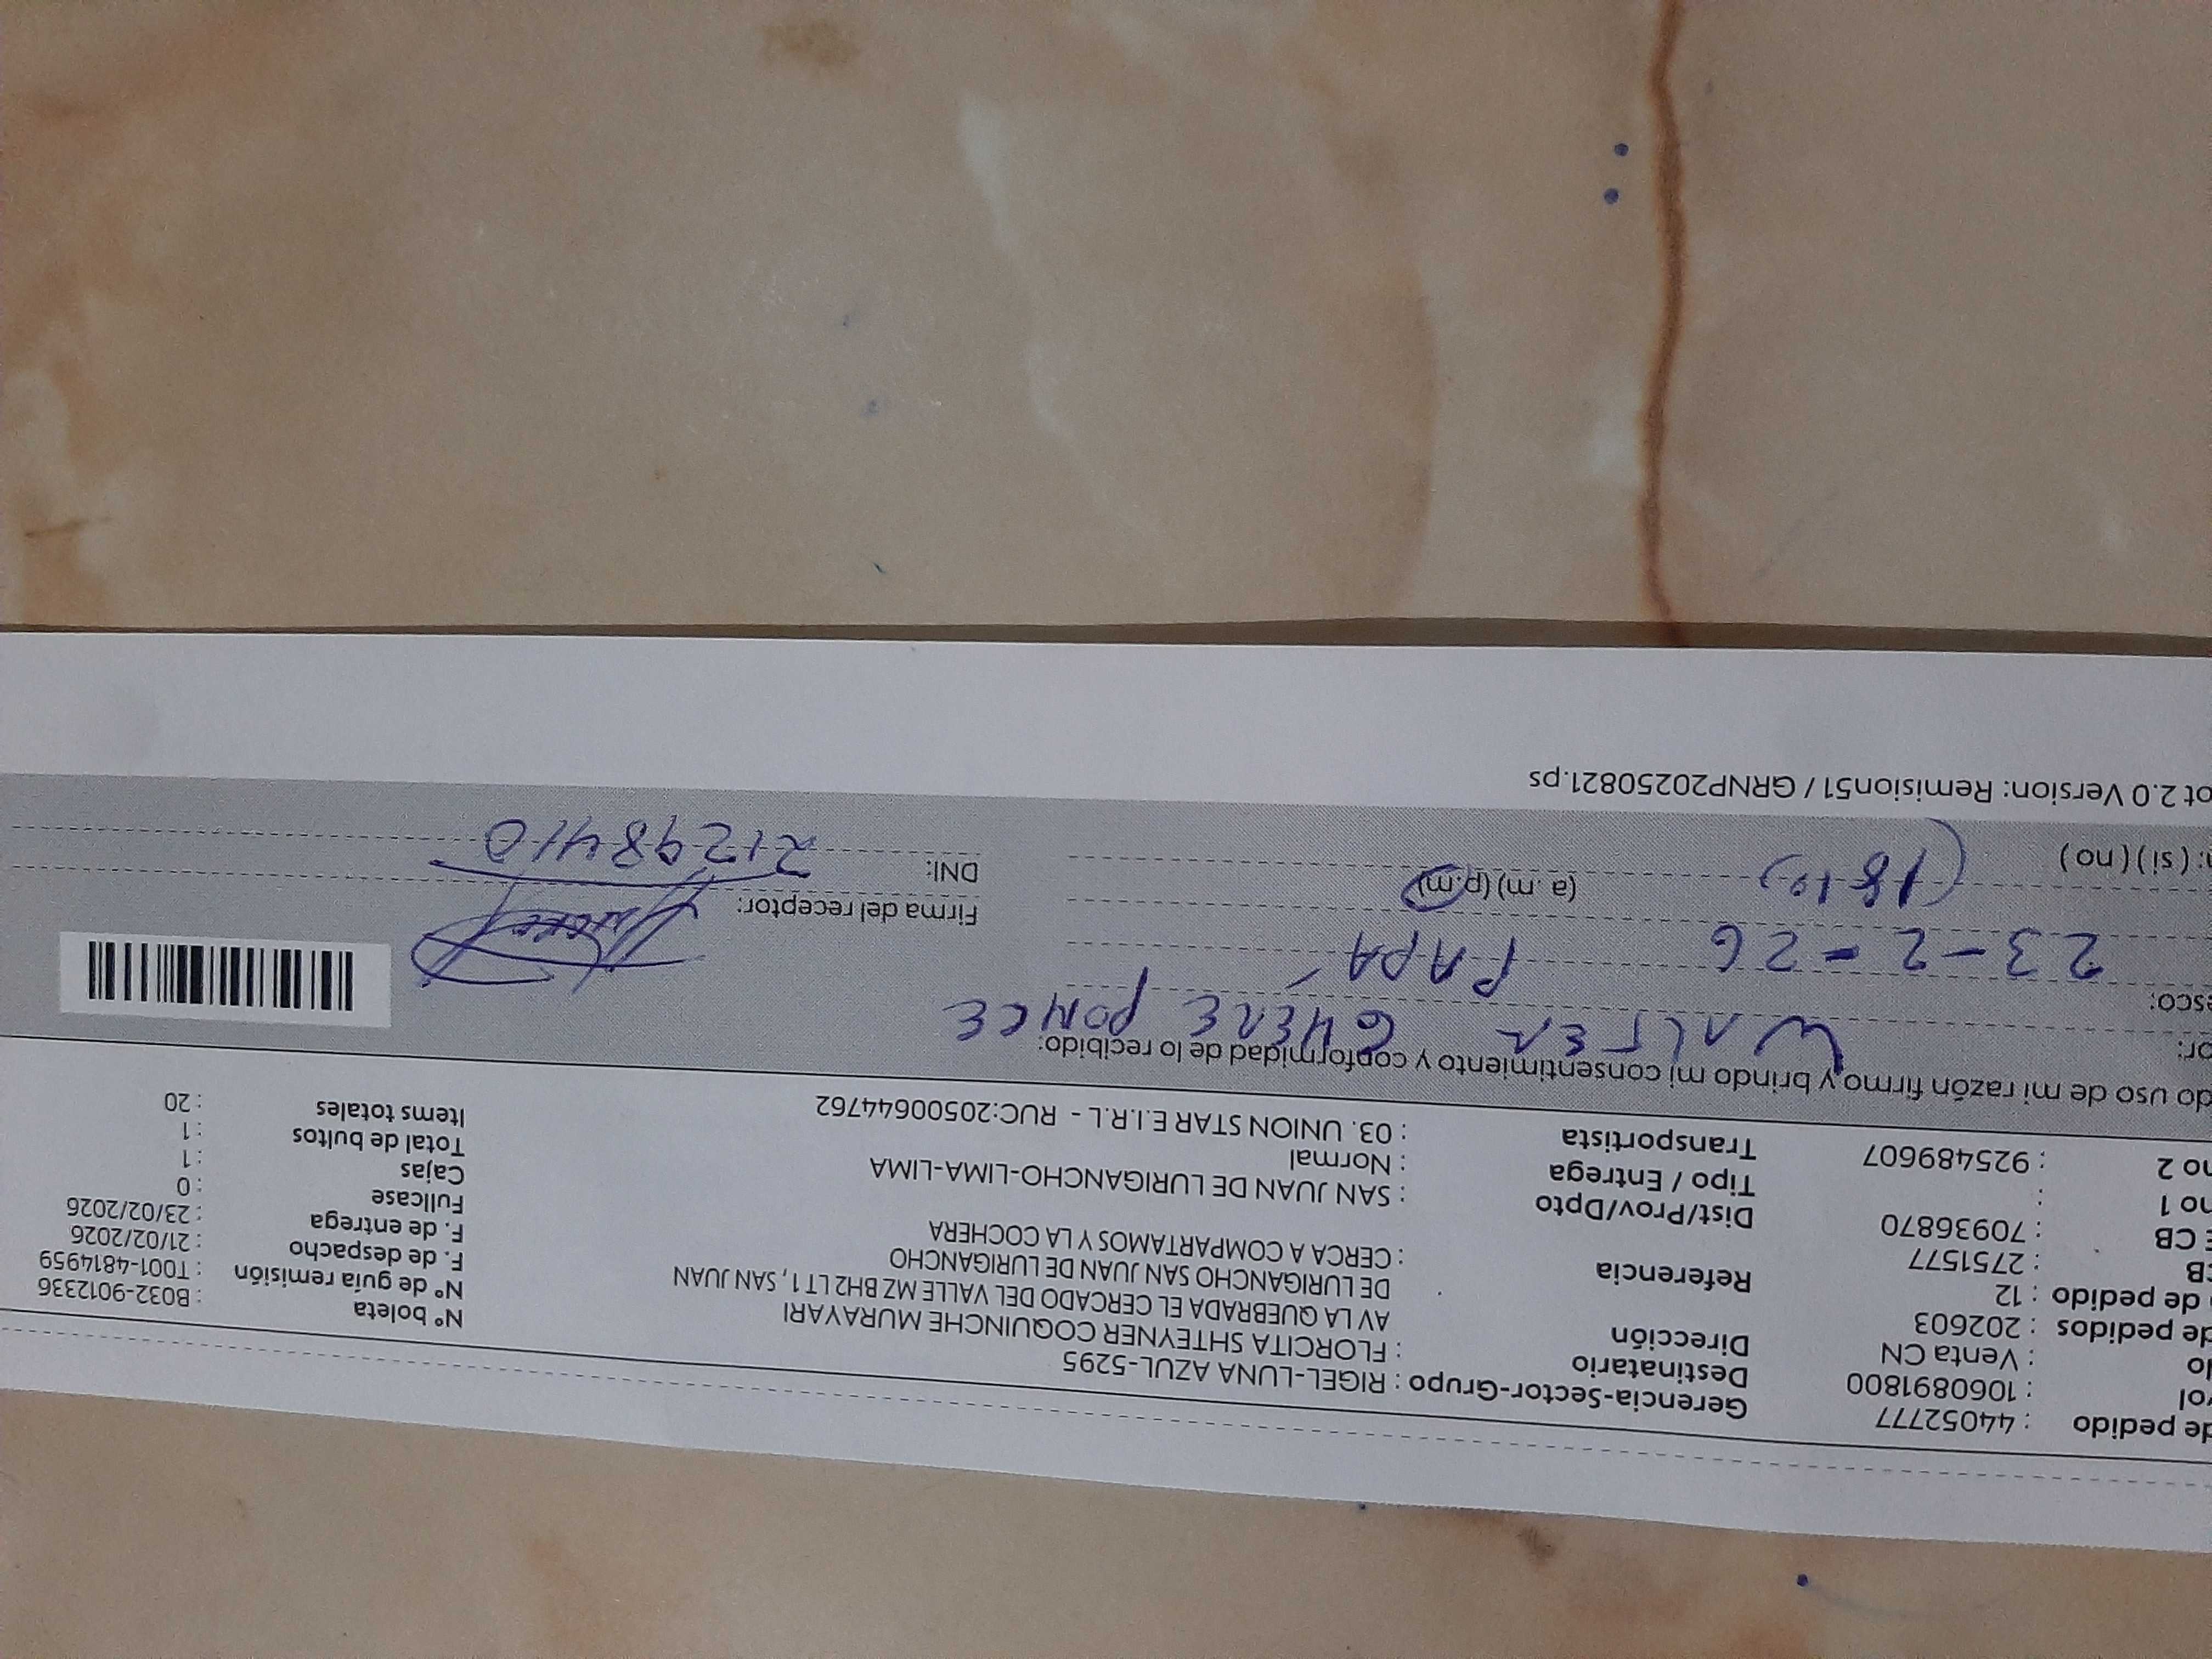 de pedido : 44052777 Gerencia-Sector-Grupo : RIGEL-LUNA AZUL-5295 N° boleta : B032-9012336
rol : 1060891800 Destinatario : FLORCITA SHTEYNER COQUINCHE MURAYARI N° de guía remisión : T001-4814959
lo : Venta CN Dirección AV LA QUEBRADA EL CERCADO DEL VALLE MZ BH2 LT 1, SAN JUAN F. de despacho : 21/02/2026
de pedidos : 202603 DE LURIGANCHO SAN JUAN DE LURIGANCHO F. de entrega : 23/02/2026
de pedido : 12 Referencia : CERCA A COMPARTAMOS Y LA COCHERA Fullcase : 0
CB : 2751577 Dist/Prov/Dpto : SAN JUAN DE LURIGANCHO-LIMA-LIMA Cajas : 1
E CB : 70936870 Tipo / Entrega : Normal Total de bultos : 1
no 1 : Transportista : 03. UNION STAR E.I.R.L - RUC:20500644762 Items totales : 20
no 2 : 925489607
do uso de mi razón firmo y brindo mi consentimiento y conformidad de lo recibido:
or: WALTER PONCE
esco: PAPÁ
23-2-26 Firma del receptor:
(a. m) (p. m) DNI: 21298410
n: ( si ) ( no )
ot 2.0 Version: Remision51 / GRNP20250821.ps